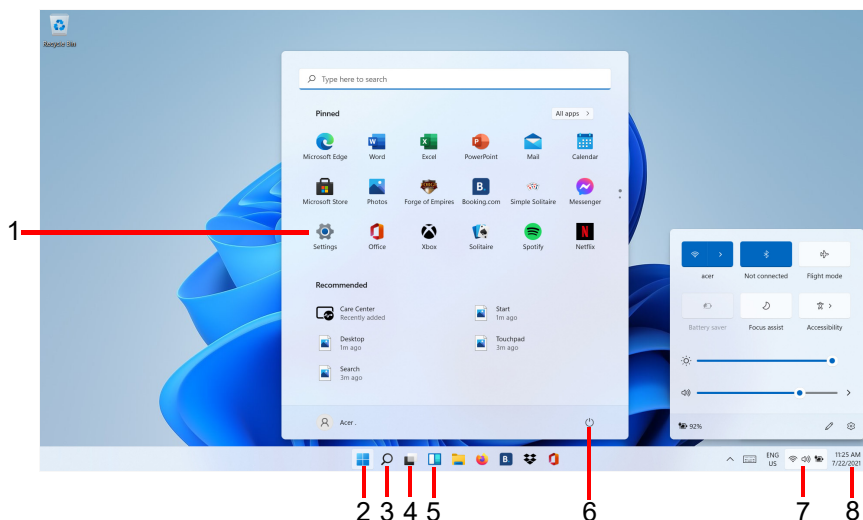 Recycle Bin
Type here to search
Pinned
All apps >
Microsoft Edge
Word
Excel
PowerPoint
Mail
Calendar
Microsoft Store
Photos
Forge of Empires
Booking.com
Simple Solitaire
Messenger
1
Settings
Office
Xbox
Solitaire
Spotify
Netflix
Recommended
Care Center
Recently added
Start
1m ago
Desktop
1m ago
Touchpad
3m ago
Search
3m ago
Acer .
acer
Not connected
Flight mode
Battery saver
Focus assist
Accessibility
92%
ENG
US
11:25 AM
7/22/2021
2 3 4 5 6 7 8